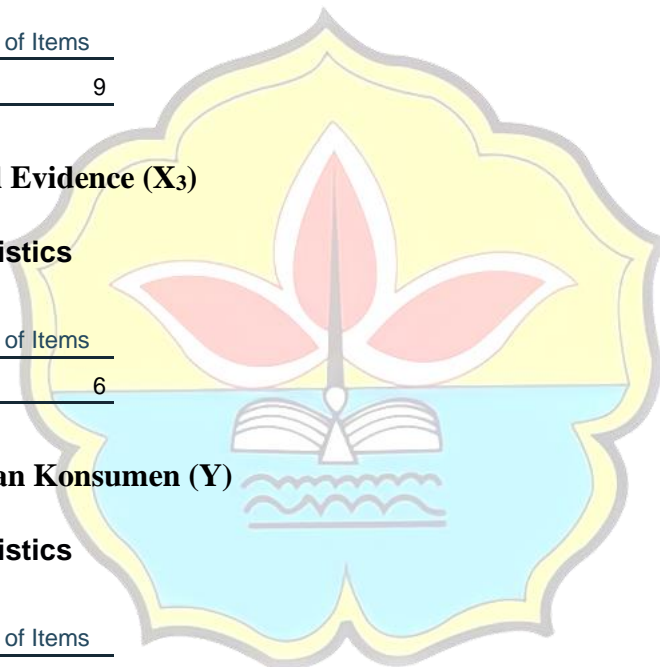 of Items
9
l Evidence (X₃)
istics
of Items
6
an Konsumen (Y)
istics
of Items